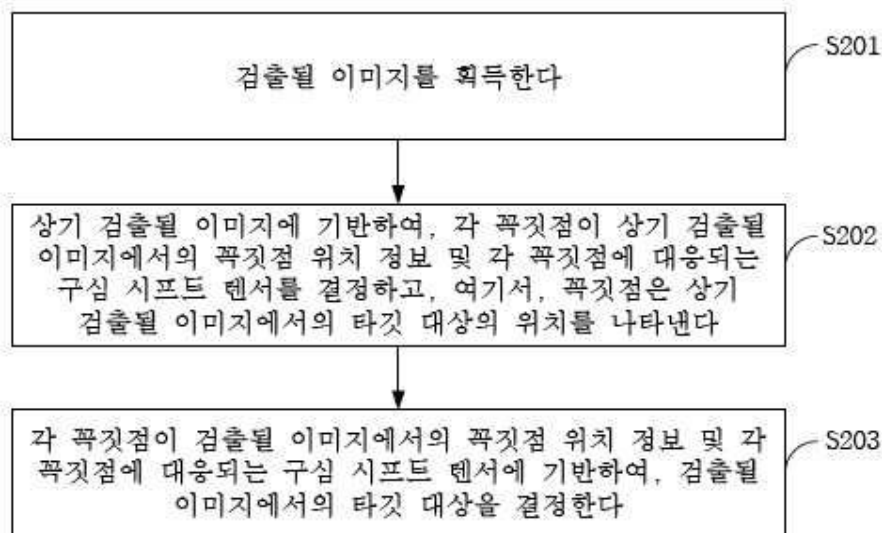 검출될 이미지를 획득한다
S201
상기 검출될 이미지에 기반하여, 각 꼭짓점이 상기 검출될
이미지에서의 꼭짓점 위치 정보 및 각 꼭짓점에 대응되는
구심 시프트 텐서를 결정하고, 여기서, 꼭짓점은 상기
검출될 이미지에서의 타깃 대상의 위치를 나타낸다
S202
각 꼭짓점이 검출될 이미지에서의 꼭짓점 위치 정보 및 각
꼭짓점에 대응되는 구심 시프트 텐서에 기반하여, 검출될
이미지에서의 타깃 대상을 결정한다
S203